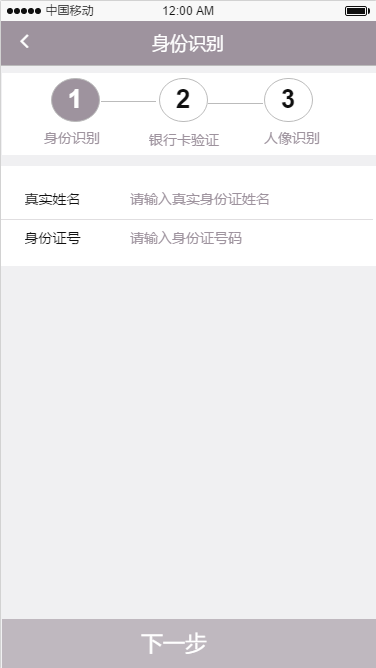 中国移动 12:00 AM
身份识别
1 2 3
身份识别 银行卡验证 人像识别
真实姓名 请输入真实身份证姓名
身份证号 请输入身份证号码
下一步